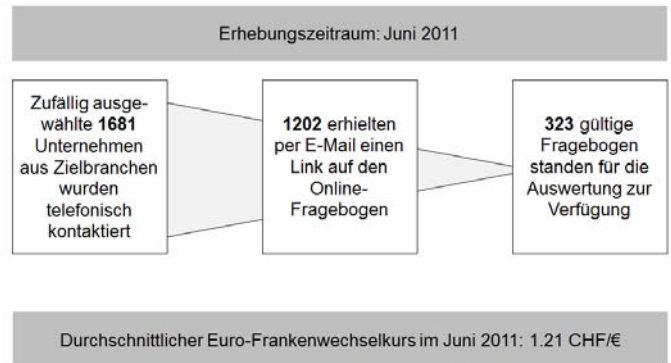 Erhebungszeitraum: Juni 2011
Zufällig ausge-
wählte 1681
Unternehmen
aus Zielbranchen
wurden
telefonisch
kontaktiert
1202 erhielten
per E-Mail einen
Link auf den
Online-
Fragebogen
323 gültige
Fragebogen
standen für die
Auswertung zur
Verfügung
Durchschnittlicher Euro-Frankenwechselkurs im Juni 2011: 1.21 CHF/€